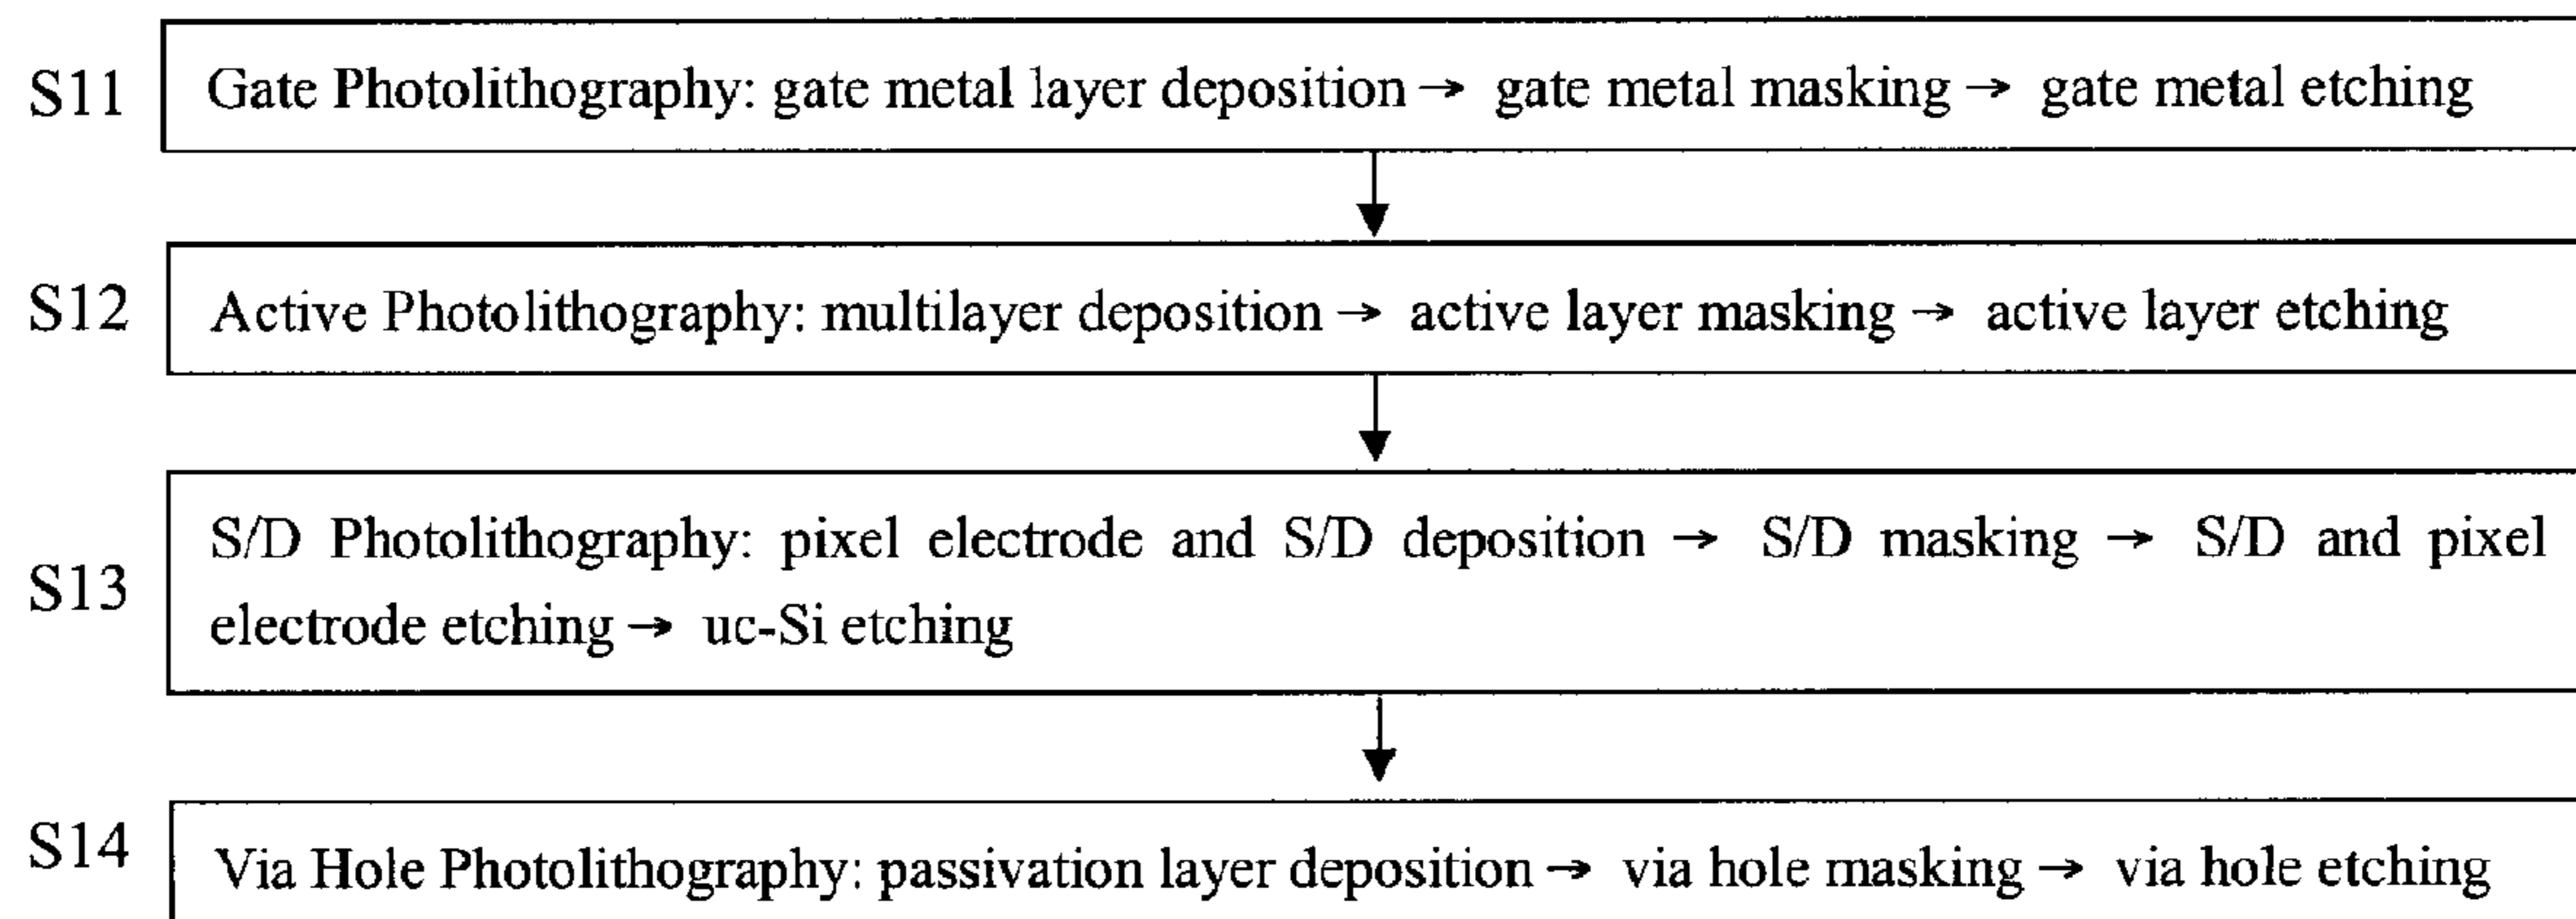 S11 Gate Photolithography: gate metal layer deposition → gate metal masking → gate metal etching
S12 Active Photolithography: multilayer deposition → active layer masking → active layer etching
S/D Photolithography: pixel electrode and S/D deposition → S/D masking → S/D and pixel
S13
electrode etching → uc-Si etching
S14 Via Hole Photolithography: passivation layer deposition → via hole masking → via hole etching